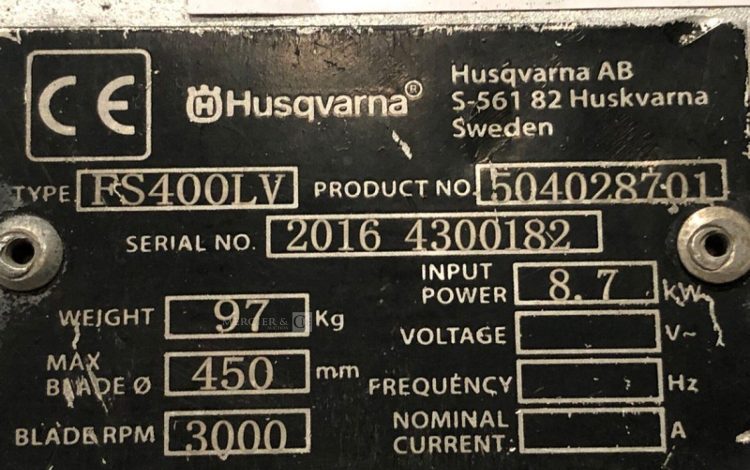 CE
Husqvarna®
Husqvarna AB
S-561 82 Huskvarna
Sweden
TYPE FS400LV PRODUCT NO. 504028701
SERIAL NO. 2016 4300182
INPUT POWER 8.7 kW
WEIGHT 97 Kg
VOLTAGE V~
MAX BLADE Ø 450 mm
FREQUENCY Hz
BLADE RPM 3000
NOMINAL CURRENT: A
MERCIER &